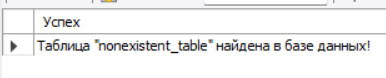 Успех
Таблица "nonexistent_table" найдена в базе данных!